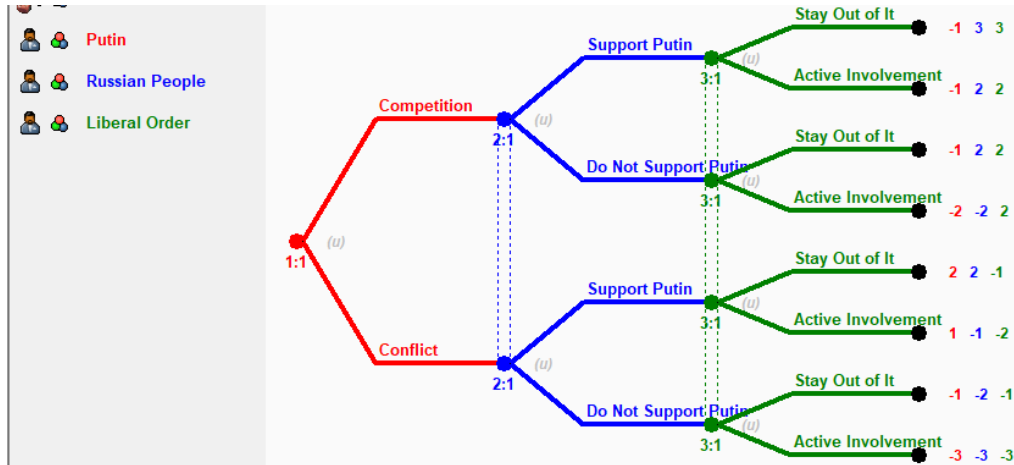 Putin
Russian People
Liberal Order
Stay Out of It
-1 3 3
Support Putin
3:1
(u)
Active Involvement
-1 2 2
Competition
2:1
(u)
Stay Out of It
-1 2 2
Do Not Support Putin
3:1
(u)
Active Involvement
-2 -2 2
1:1
(u)
Stay Out of It
2 2 -1
Support Putin
3:1
(u)
Active Involvement
1 -1 -2
Conflict
2:1
(u)
Stay Out of It
-1 -2 -1
Do Not Support Putin
3:1
(u)
Active Involvement
-3 -3 -3